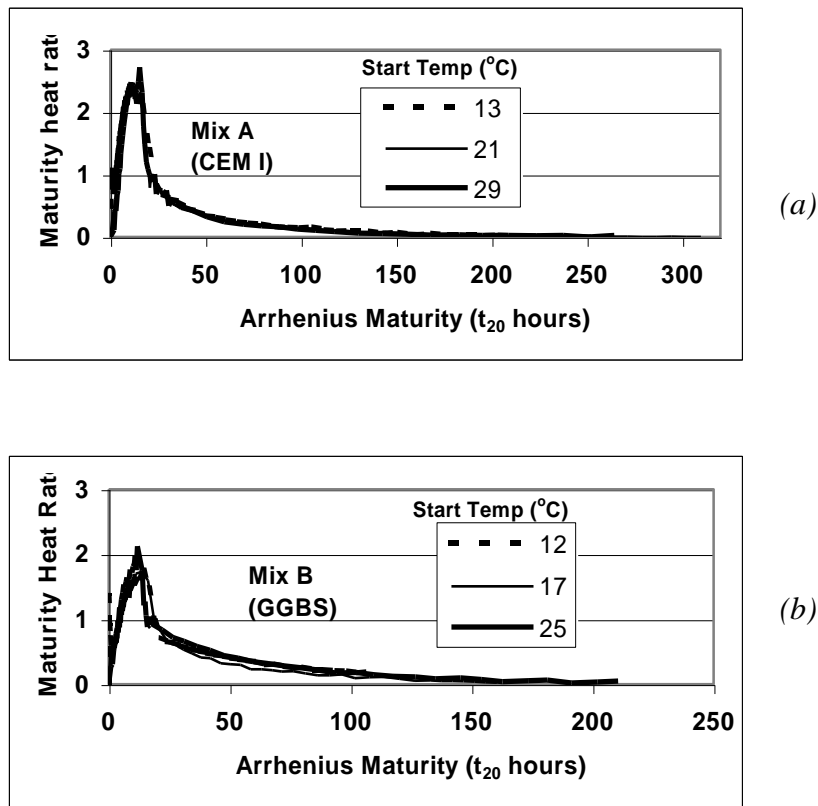 Maturity heat rate
3
2
1
0
0 50 100 150 200 250 300
Arrhenius Maturity (t₂₀ hours)
Mix A
(CEM I)
Start Temp (°C)
13
21
29
(a)
Maturity Heat Rate
3
2
1
0
0 50 100 150 200 250
Arrhenius Maturity (t₂₀ hours)
Mix B
(GGBS)
Start Temp (°C)
12
17
25
(b)